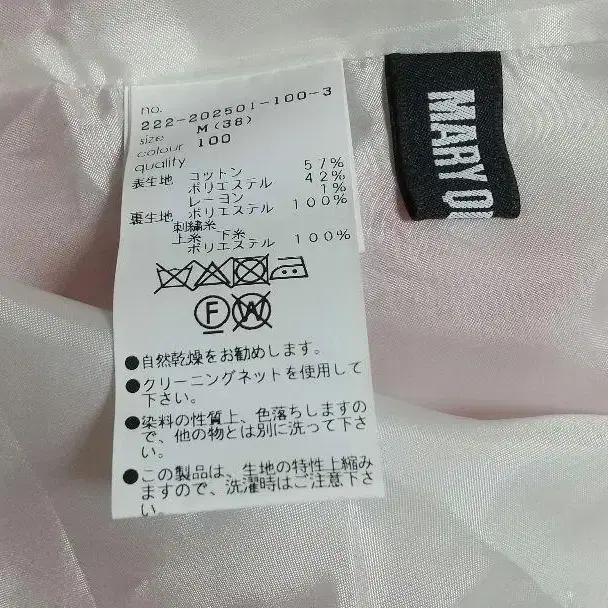 no.
222-202501-100-3
size M(38)
colour 100
quality
表生地 コットン 57%
ポリエステル 42%
レーヨン 1%
裏生地 ポリエステル 100%
刺繍糸
上糸 下糸
ポリエステル 100%
F W
●自然乾燥をお勧めします。
●クリーニングネットを使用して
下さい。
●染料の性質上、色落ちしますの
で、他の物とは別に洗って下さ
い。
●この製品は、生地の特性上縮み
ますので、洗濯時はご注意下さ
い。
MARY QU